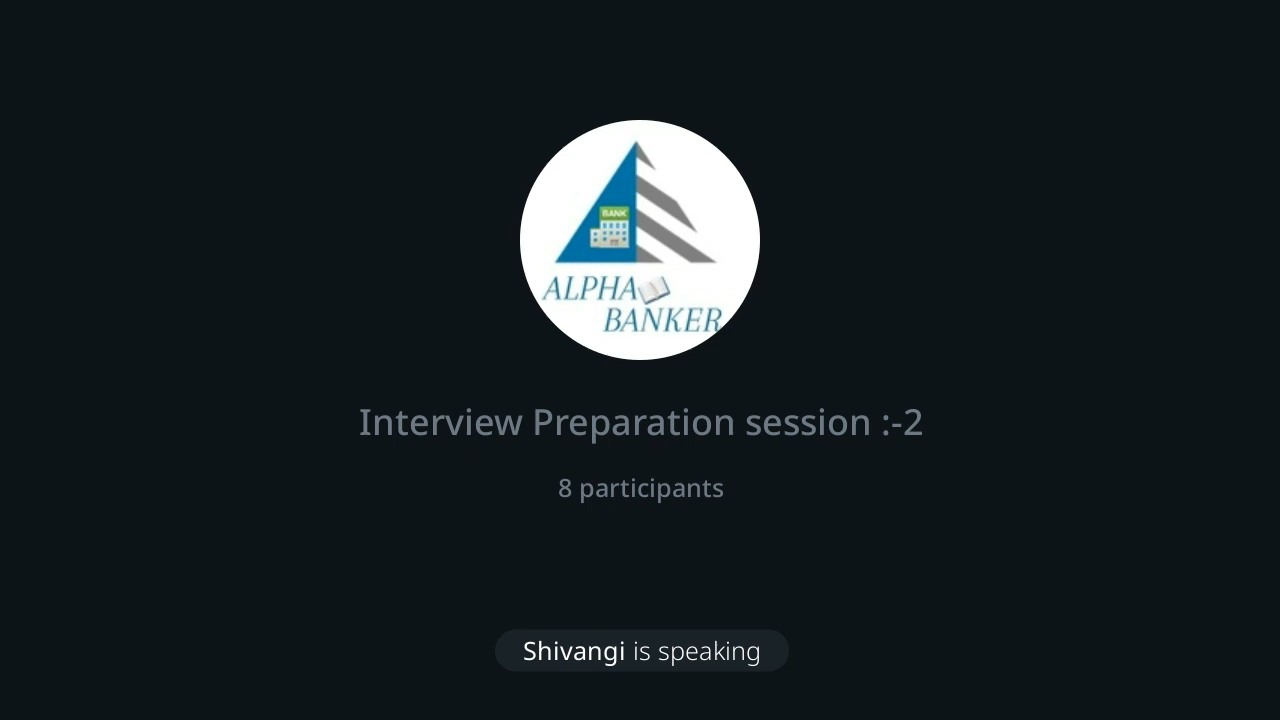 BANK
ALPHA
BANKER
Interview Preparation session :-2
8 participants
Shivangi is speaking